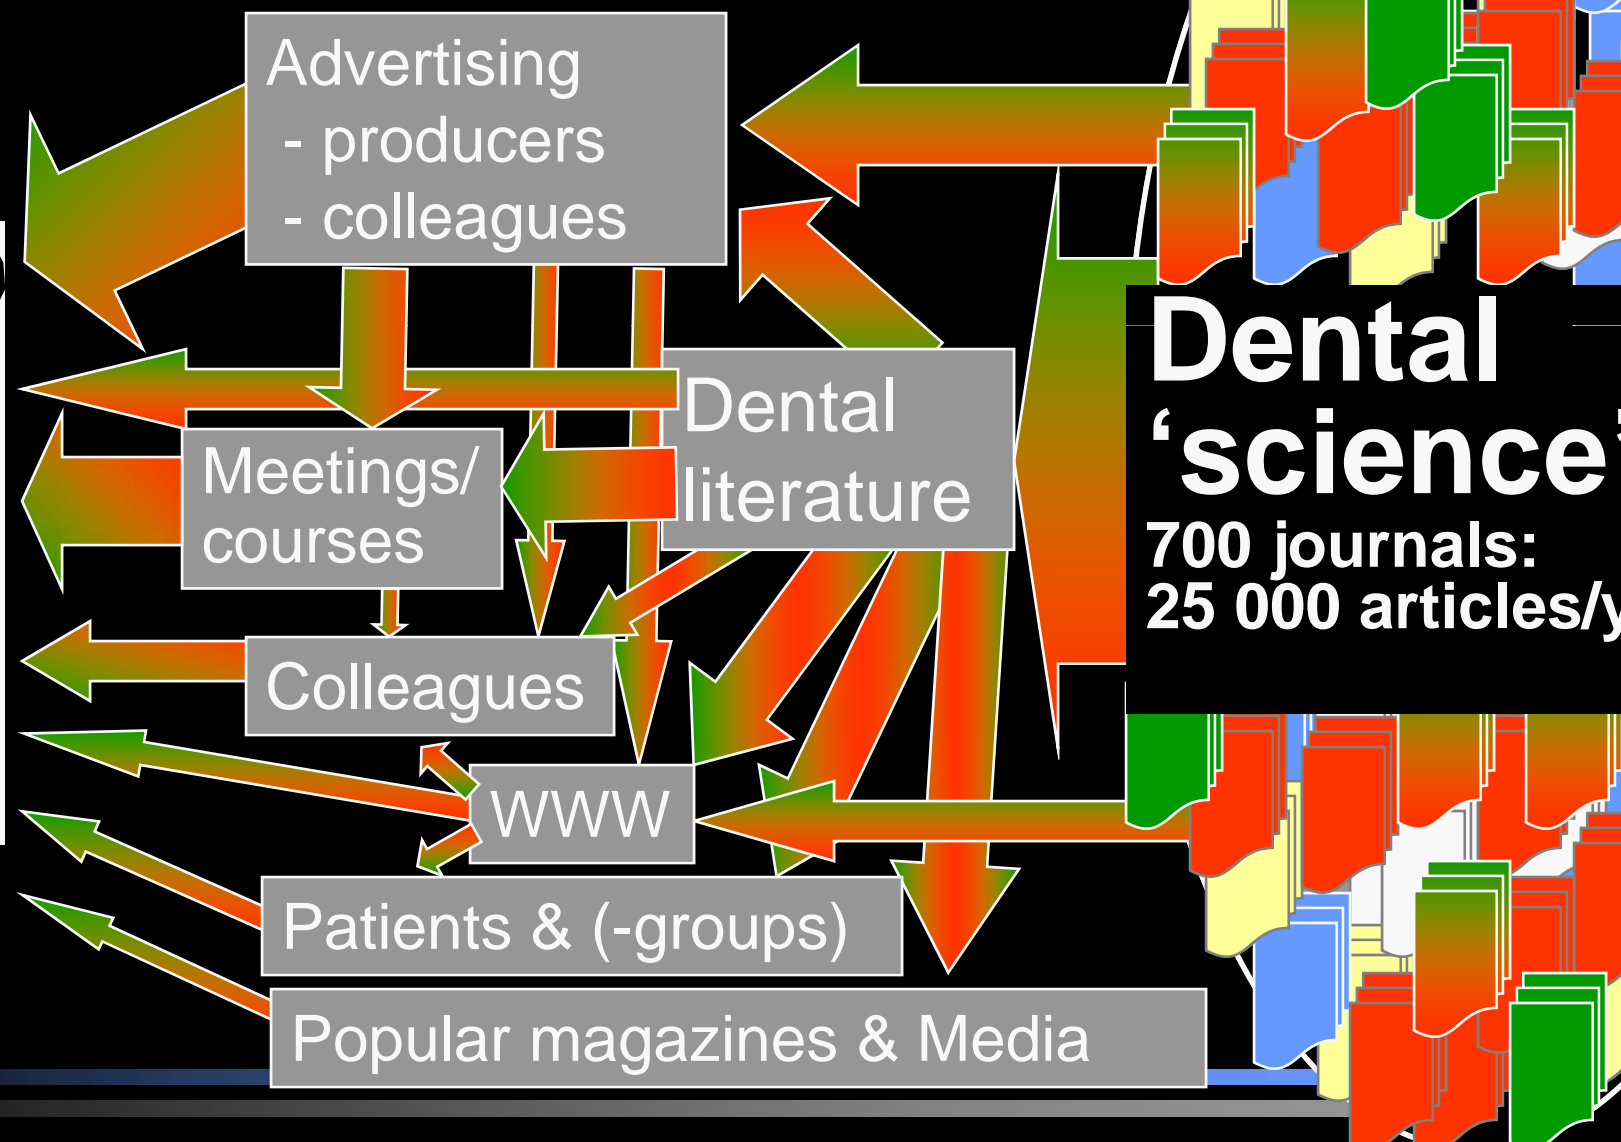 Advertising
- producers
- colleagues
Dental
literature
Meetings/
courses
Colleagues
WWW
Patients & (-groups)
Popular magazines & Media
Dental
‘science’
700 journals:
25 000 articles/y